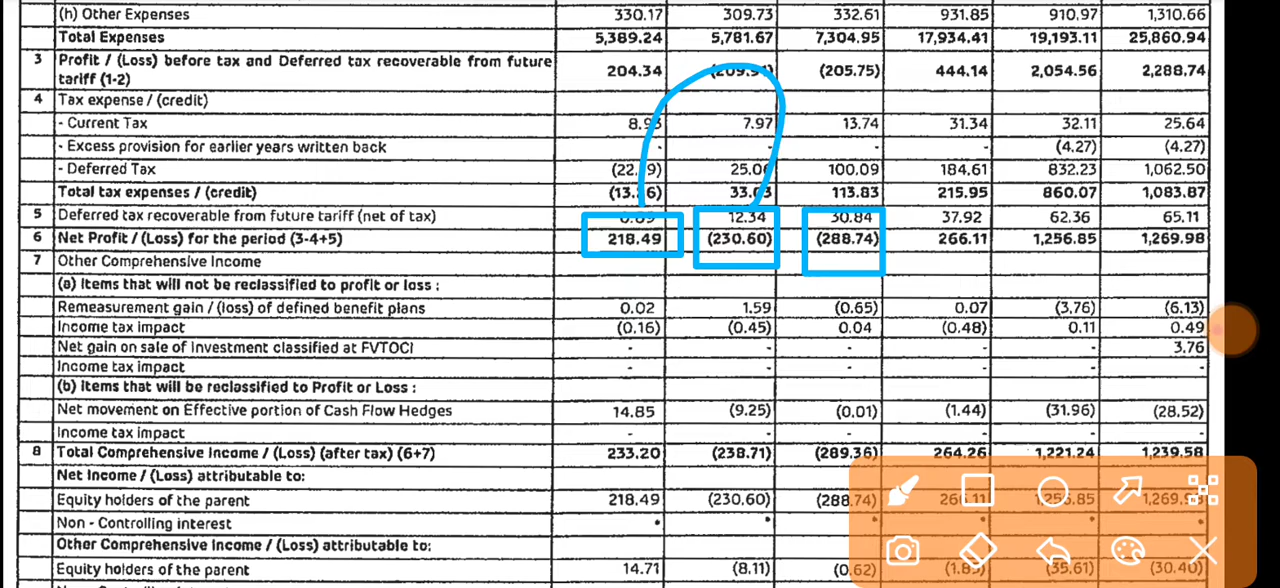 (h) Other Expenses 330.17 309.73 332.61 931.85 910.97 1,310.66
Total Expenses 5,389.24 5,781.67 7,304.95 17,934.41 19,193.11 25,860.94
3 Profit / (Loss) before tax and Deferred tax recoverable from future tariff (1-2) 204.34 (205.75) 444.14 2,054.56 2,288.74
4 Tax expense / (credit)
- Current Tax 7.97 13.74 31.34 32.11 25.64
- Excess provision for earlier years written back - - - - (4.27) (4.27)
- Deferred Tax 100.09 184.61 832.23 1,062.50
Total tax expenses / (credit) 113.83 215.95 860.07 1,083.87
5 Deferred tax recoverable from future tariff (net of tax) 12.34 30.84 37.92 62.36 65.11
6 Net Profit / (Loss) for the period (3-4+5) 218.49 (230.60) (288.74) 266.11 1,256.85 1,269.98
7 Other Comprehensive Income
(a) Items that will not be reclassified to profit or loss :
Remeasurement gain / (loss) of defined benefit plans 0.02 1.59 (0.65) 0.07 (3.76) (6.13)
Income tax impact (0.16) (0.45) 0.04 (0.48) 0.11 0.49
Net gain on sale of Investment classified at FVTOCI - - - - - 3.76
Income tax impact - - - - - -
(b) Items that will be reclassified to Profit or Loss :
Net movement on Effective portion of Cash Flow Hedges 14.85 (9.25) (0.01) (1.44) (31.96) (28.52)
Income tax impact - - - - - -
8 Total Comprehensive Income / (Loss) (after tax) (6+7) 233.20 (238.71) (289.36) 264.26 1,221.24 1,239.58
Net Income / (Loss) attributable to:
Equity holders of the parent 218.49 (230.60) (288.74) 266.11 1,256.85
Non - Controlling interest
Other Comprehensive Income / (Loss) attributable to:
Equity holders of the parent 14.71 (8.11) (0.62) (35.61) (30.40)